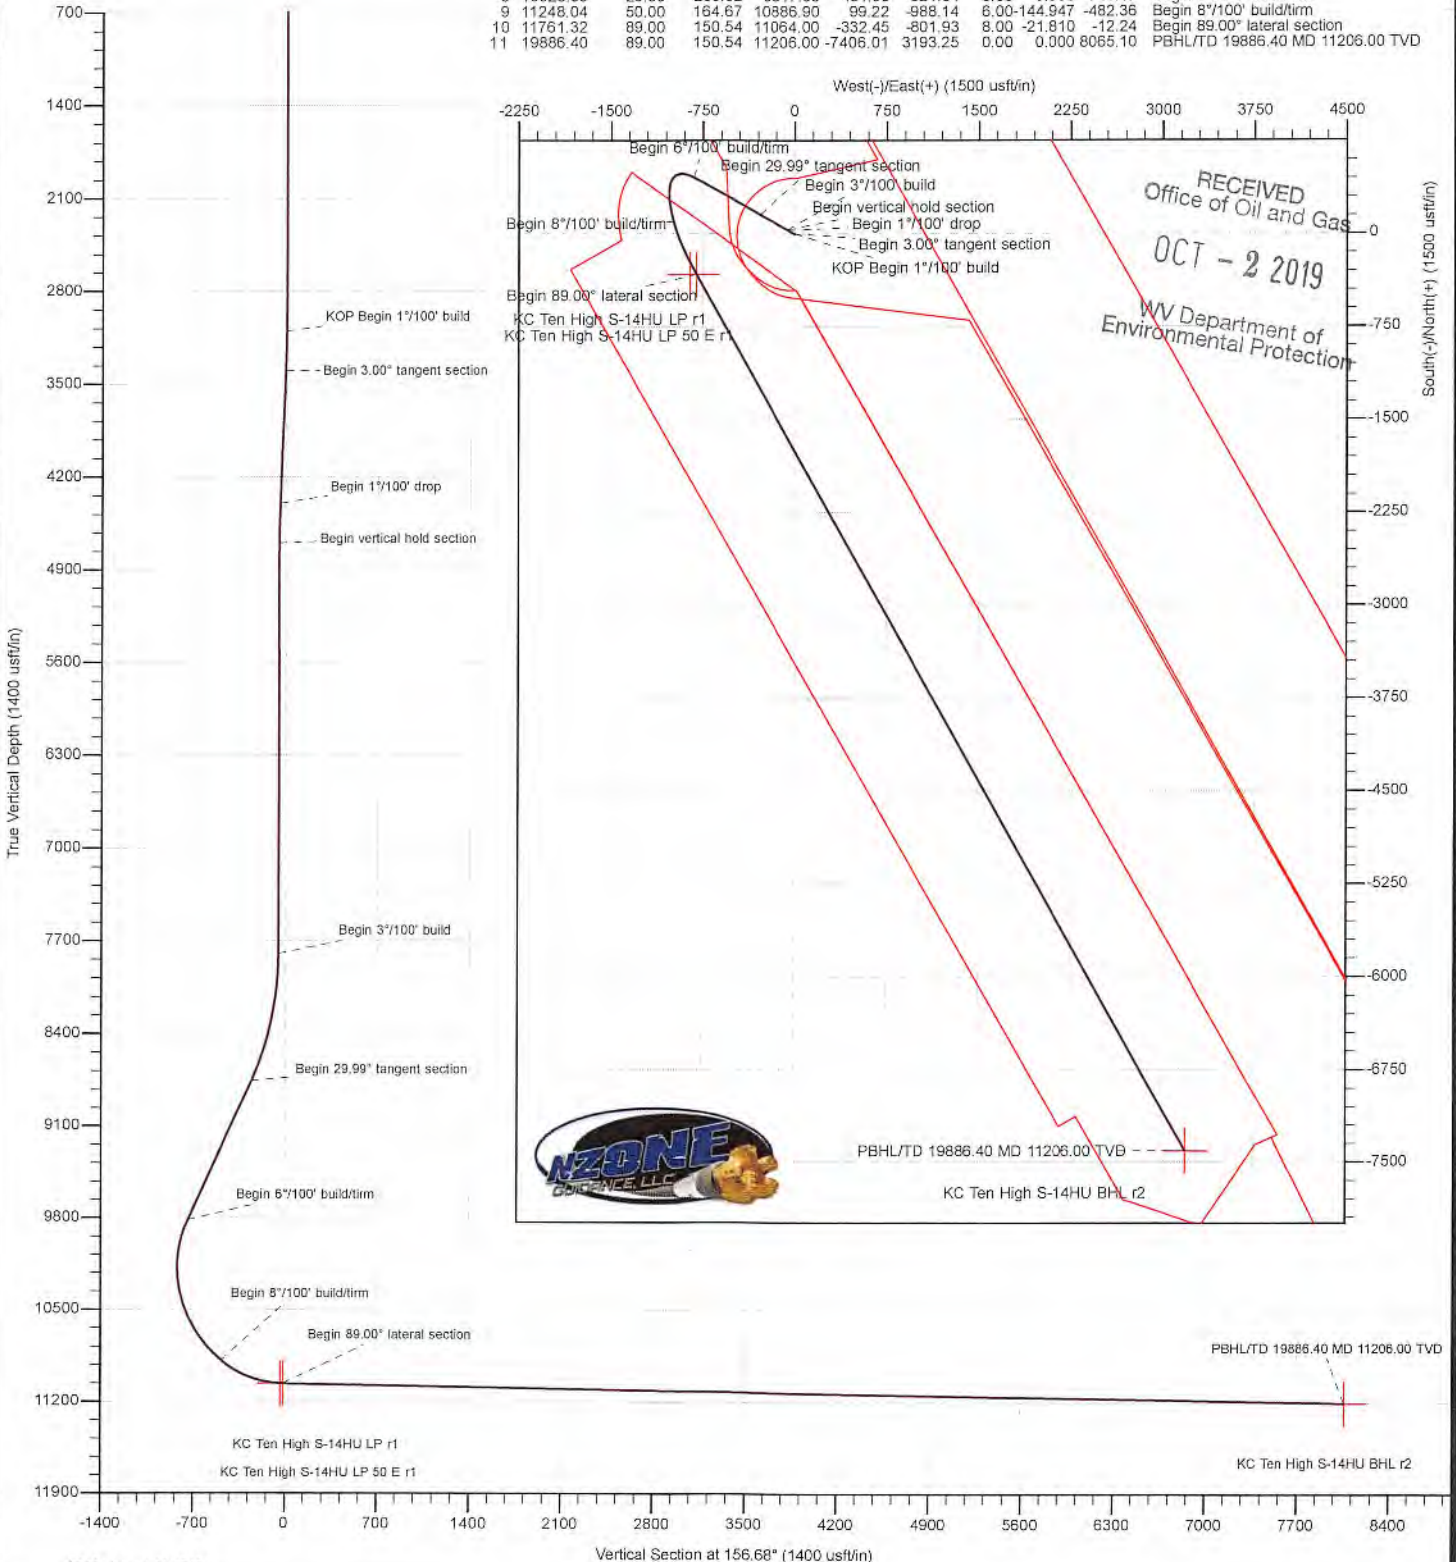 9 11248.04 50.00 164.67 10886.90 99.22 -988.14 6.00 -144.947 -482.36 Begin 8°/100' build/tirm
10 11761.32 89.00 150.54 11064.00 -332.45 -801.93 8.00 -21.810 -12.24 Begin 89.00° lateral section
11 19886.40 89.00 150.54 11206.00 -7406.01 3193.25 0.00 0.000 8065.10 PBHL/TD 19886.40 MD 11206.00 TVD
West(-)/East(+) (1500 usft/in)
-2250 -1500 -750 0 750 1500 2250 3000 3750 4500
Begin 6°/100' build/tirm
Begin 29.99° tangent section
Begin 3°/100' build
Begin vertical hold section
Begin 8°/100' build/tirm
Begin 1°/100' drop
Begin 3.00° tangent section
KOP Begin 1°/100' build
Begin 89.00° lateral section
KC Ten High S-14HU LP r1
KC Ten High S-14HU LP 50 E r1
RECEIVED
Office of Oil and Gas
OCT - 2 2019
WV Department of
Environmental Protection
South(-)/North(+) (1500 usft/in)
0
-750
-1500
-2250
-3000
-3750
-4500
-5250
-6000
-6750
-7500
PBHL/TD 19886.40 MD 11206.00 TVD
KC Ten High S-14HU BHL r2
NZONE
GUIDANCE, LLC
True Vertical Depth (1400 usft/in)
700
1400
2100
2800
3500
4200
4900
5600
6300
7000
7700
8400
9100
9800
10500
11200
11900
KOP Begin 1°/100' build
Begin 3.00° tangent section
Begin 1°/100' drop
Begin vertical hold section
Begin 3°/100' build
Begin 29.99° tangent section
Begin 6°/100' build/tirm
Begin 8°/100' build/tirm
Begin 89.00° lateral section
PBHL/TD 19886.40 MD 11206.00 TVD
KC Ten High S-14HU LP r1
KC Ten High S-14HU LP 50 E r1
KC Ten High S-14HU BHL r2
-1400 -700 0 700 1400 2100 2800 3500 4200 4900 5600 6300 7000 7700 8400
Vertical Section at 156.68° (1400 usft/in)